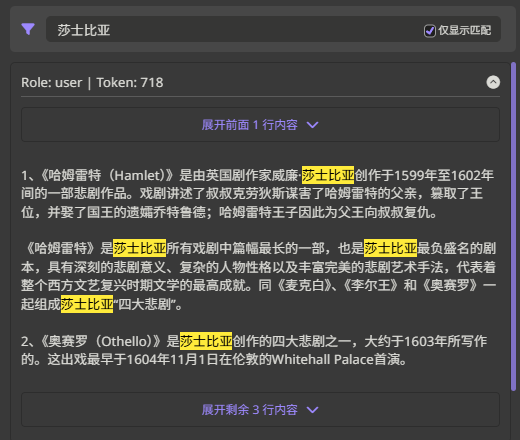 莎士比亚
仅显示匹配
Role: user | Token: 718
展开前面 1 行内容
1、《哈姆雷特（Hamlet）》是由英国剧作家威廉·莎士比亚创作于1599年至1602年
间的一部悲剧作品。戏剧讲述了叔叔克劳狄斯谋害了哈姆雷特的父亲，篡取了王
位，并娶了国王的遗孀乔特鲁德；哈姆雷特王子因此为父王向叔叔复仇。
《哈姆雷特》是莎士比亚所有戏剧中篇幅最长的一部，也是莎士比亚最负盛名的剧
本，具有深刻的悲剧意义、复杂的人物性格以及丰富完美的悲剧艺术手法，代表着
整个西方文艺复兴时期文学的最高成就。同《麦克白》、《李尔王》和《奥赛罗》一
起组成莎士比亚“四大悲剧”。
2、《奥赛罗（Othello）》是莎士比亚创作的四大悲剧之一，大约于1603年所写作
的。这出戏最早于1604年11月1日在伦敦的Whitehall Palace首演。
展开剩余 3 行内容